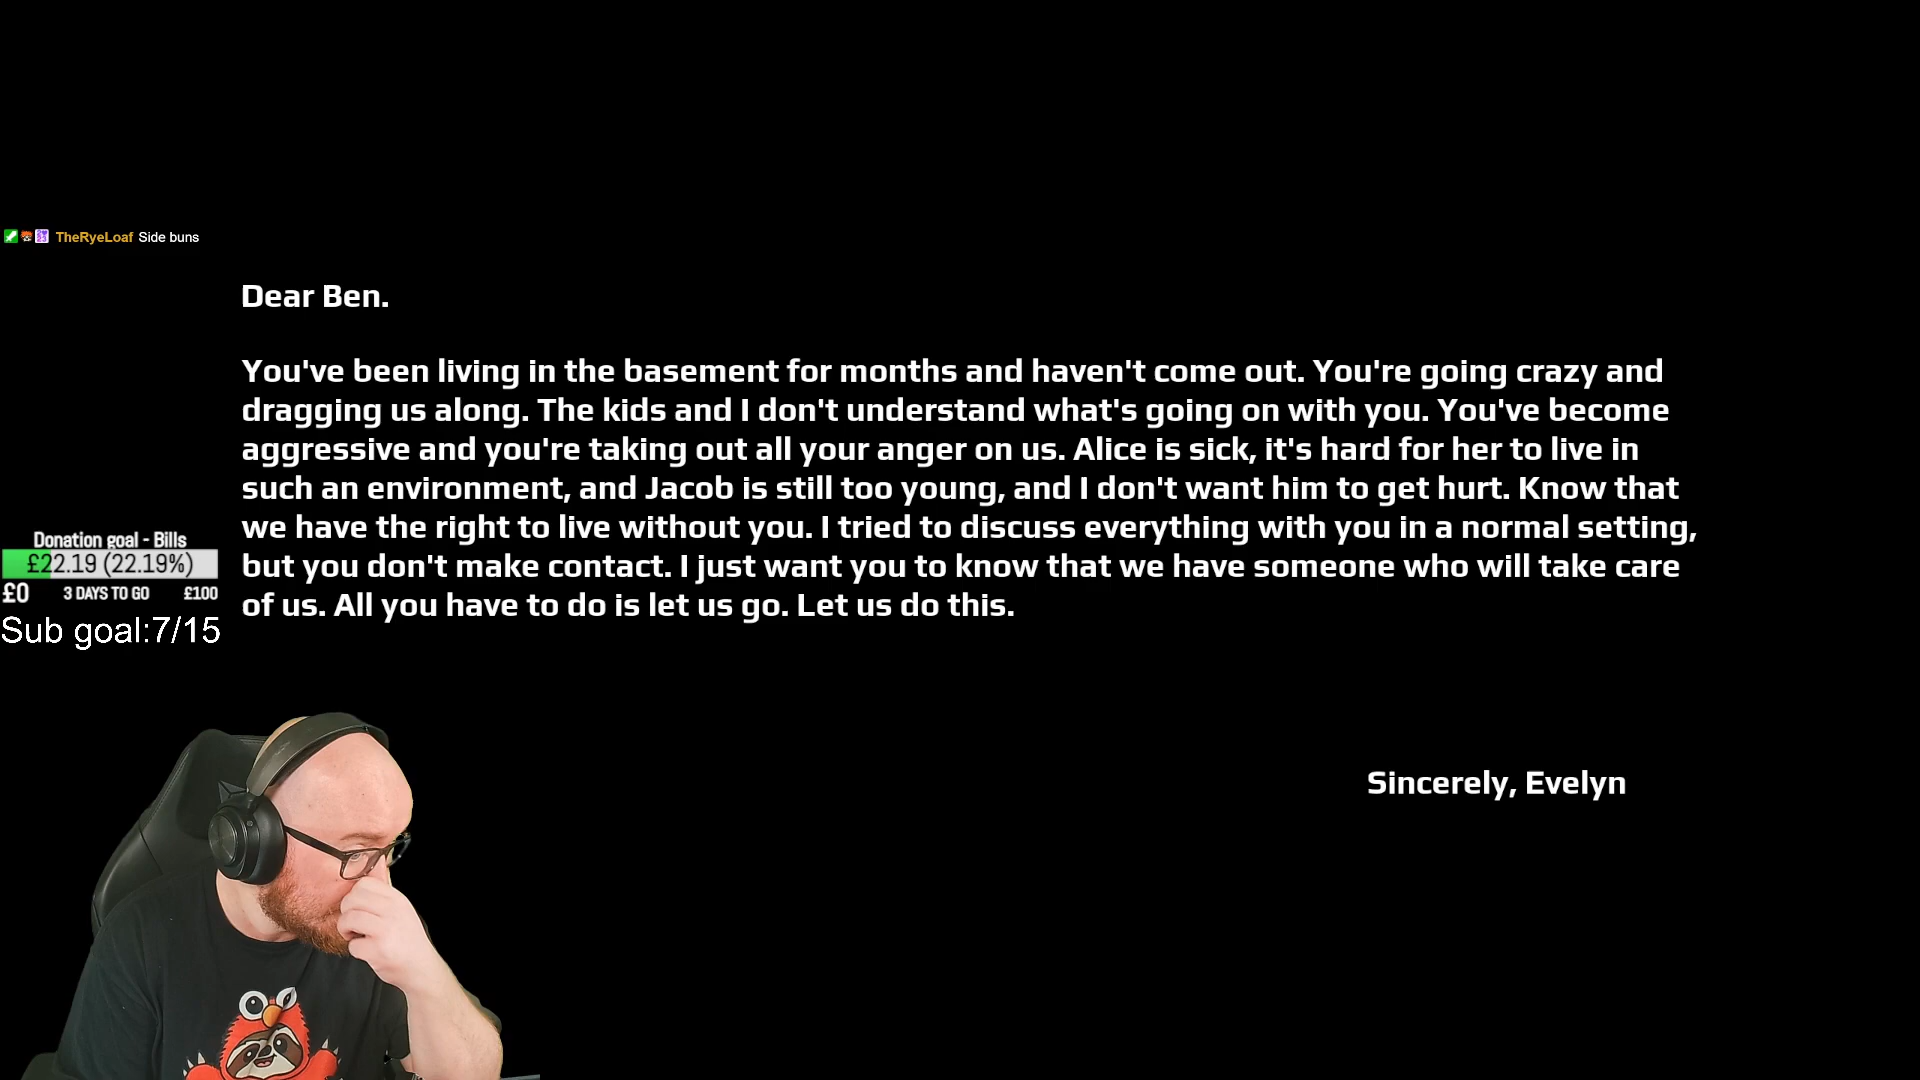 TheRyeLoaf Side buns
Dear Ben.
You've been living in the basement for months and haven't come out. You're going crazy and
dragging us along. The kids and I don't understand what's going on with you. You've become
aggressive and you're taking out all your anger on us. Alice is sick, it's hard for her to live in
such an environment, and Jacob is still too young, and I don't want him to get hurt. Know that
we have the right to live without you. I tried to discuss everything with you in a normal setting,
but you don't make contact. I just want you to know that we have someone who will take care
of us. All you have to do is let us go. Let us do this.
Sincerely, Evelyn
Donation goal - Bills
£22.19 (22.19%)
£0 3 DAYS TO GO £100
Sub goal:7/15